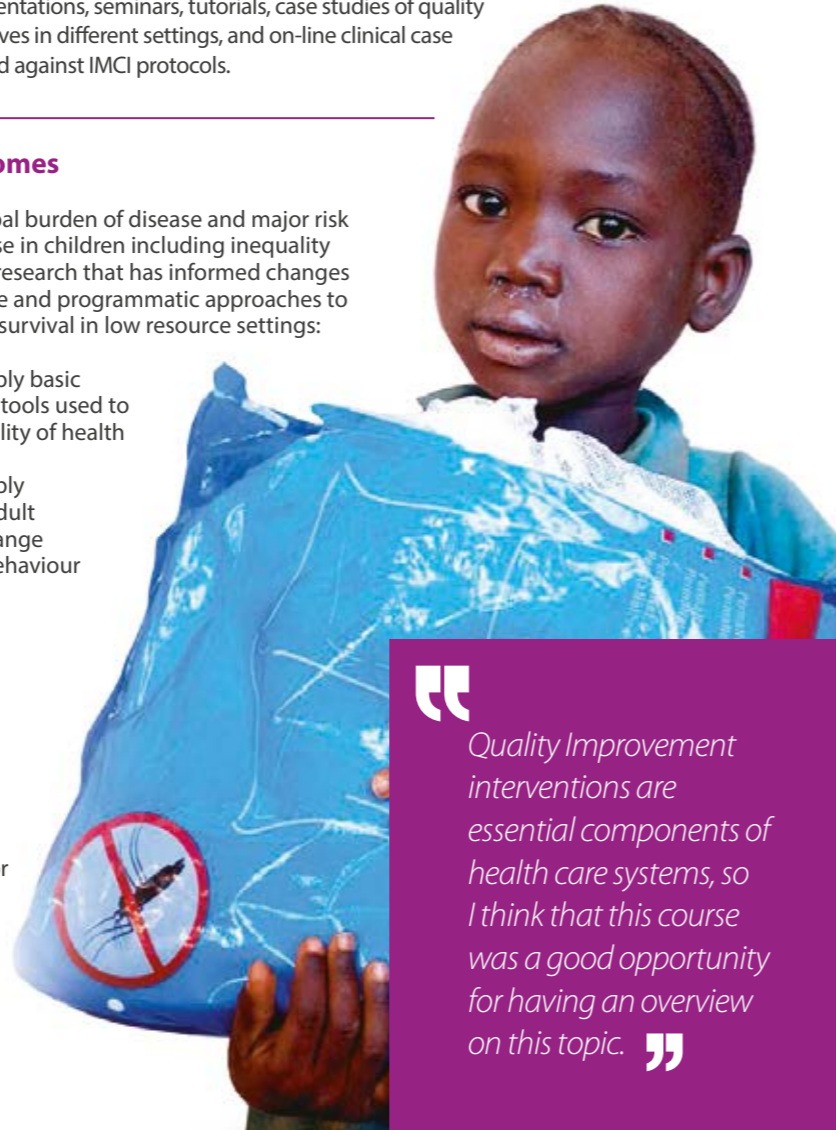 entations, seminars, tutorials, case studies of quality
ves in different settings, and on-line clinical case
d against IMCI protocols.
omes
bal burden of disease and major risk
se in children including inequality
research that has informed changes
e and programmatic approaches to
survival in low resource settings:
ply basic
tools used to
lity of health
ply
dult
ange
ehaviour
r
“
Quality Improvement
interventions are
essential components of
health care systems, so
I think that this course
was a good opportunity
for having an overview
on this topic. ”